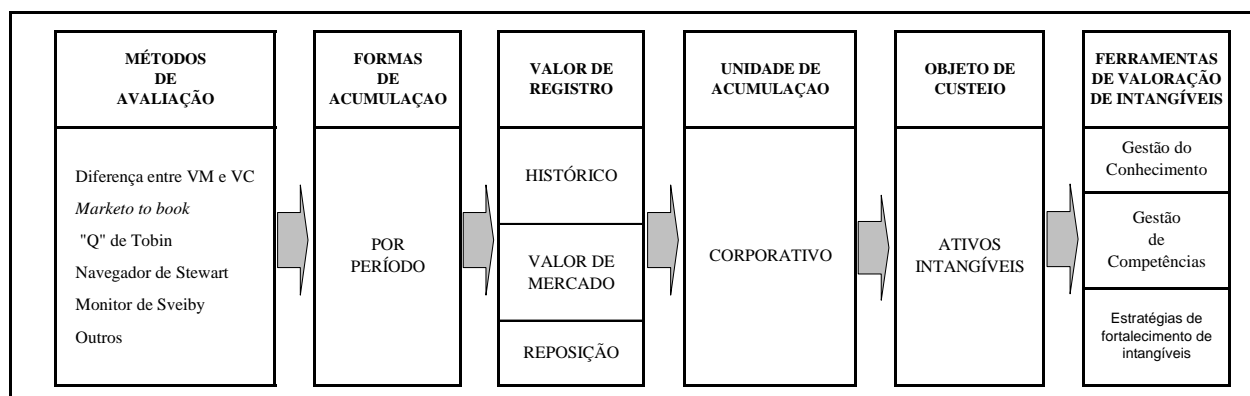 MÉTODOS
DE
AVALIAÇÃO
Diferença entre VM e VC
Marketo to book
"Q" de Tobin
Navegador de Stewart
Monitor de Sveiby
Outros
FORMAS
DE
ACUMULAÇAO
POR
PERÍODO
VALOR DE
REGISTRO
HISTÓRICO
VALOR DE
MERCADO
REPOSIÇÃO
UNIDADE DE
ACUMULAÇAO
CORPORATIVO
OBJETO DE
CUSTEIO
ATIVOS
INTANGÍVEIS
FERRAMENTAS
DE VALORAÇÃO
DE INTANGÍVEIS
Gestão do
Conhecimento
Gestão
de
Competências
Estratégias de
fortalecimento de
intangíveis